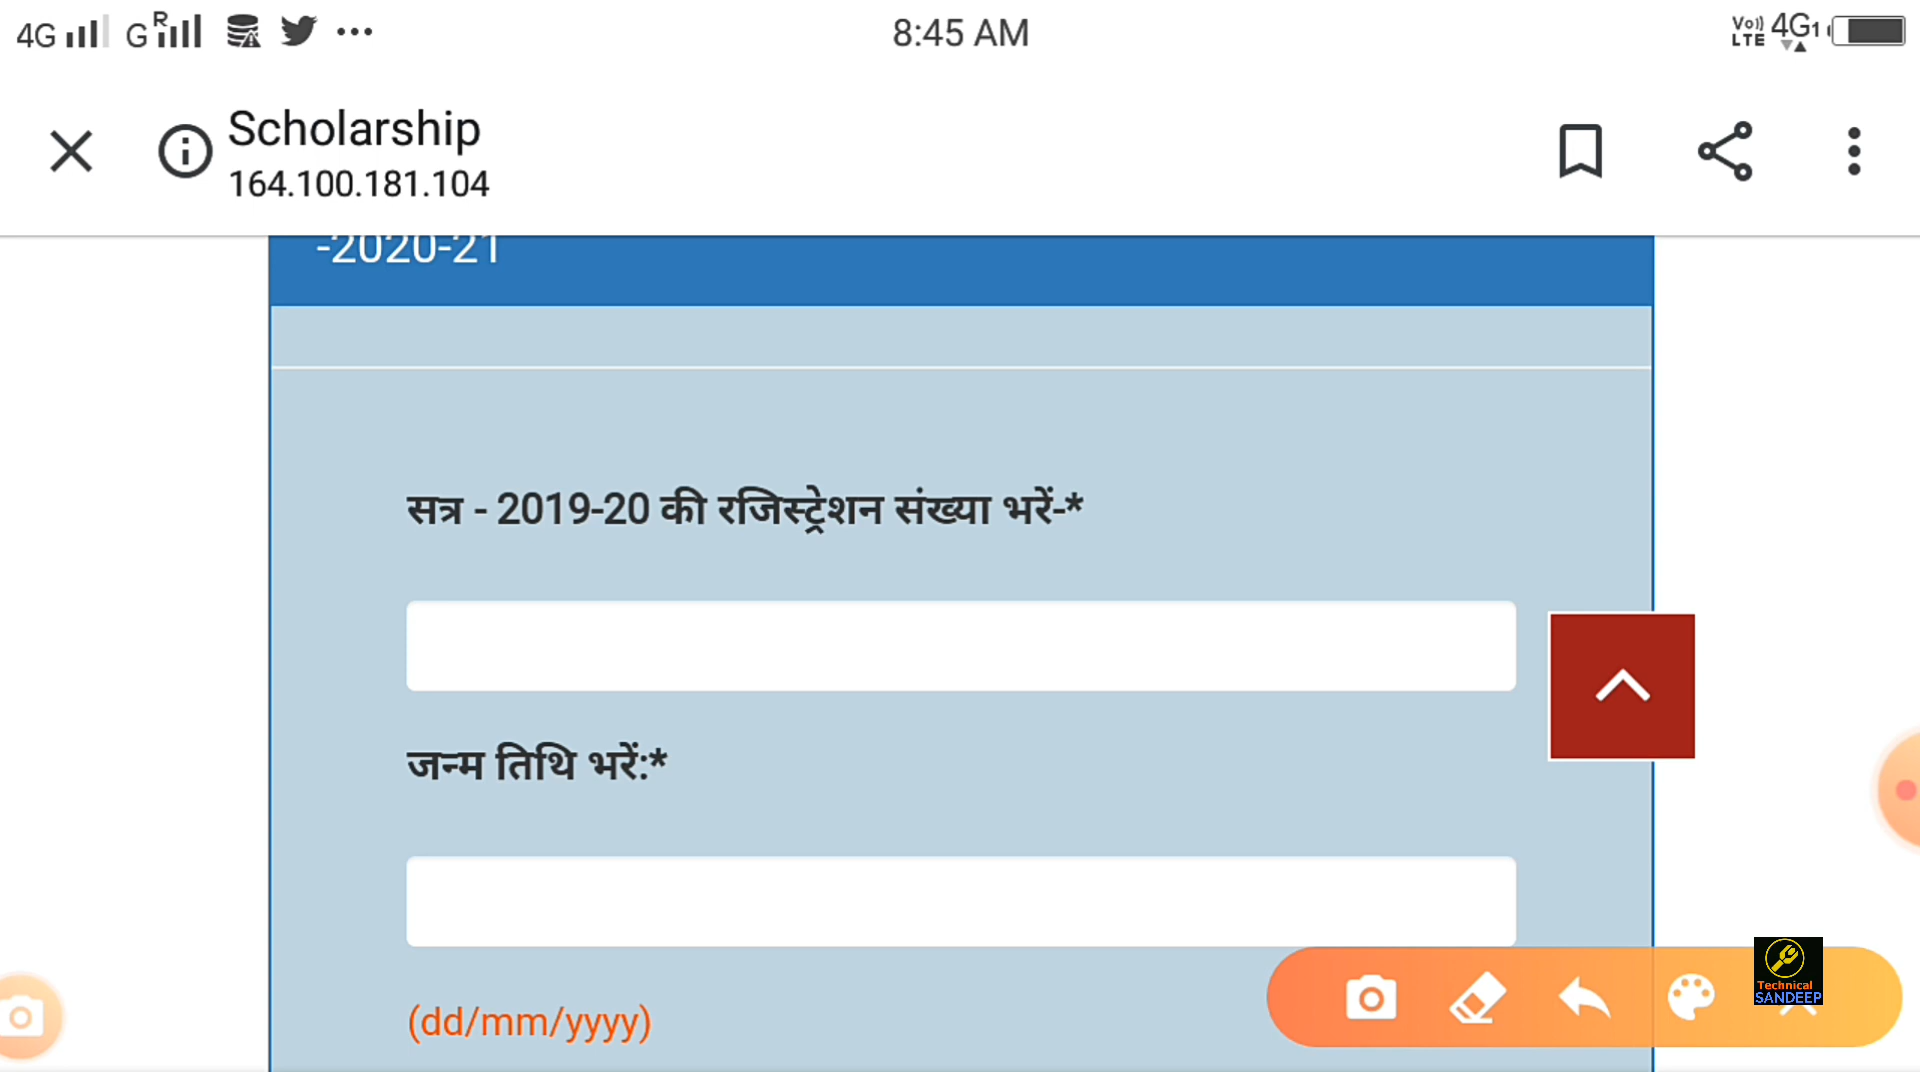 4G G R 8:45 AM Vo)) LTE 4G1
Scholarship
164.100.181.104
-2020-21
सत्र - 2019-20 की रजिस्ट्रेशन संख्या भरें-*
जन्म तिथि भरें:*
(dd/mm/yyyy)
Technical
SANDEEP